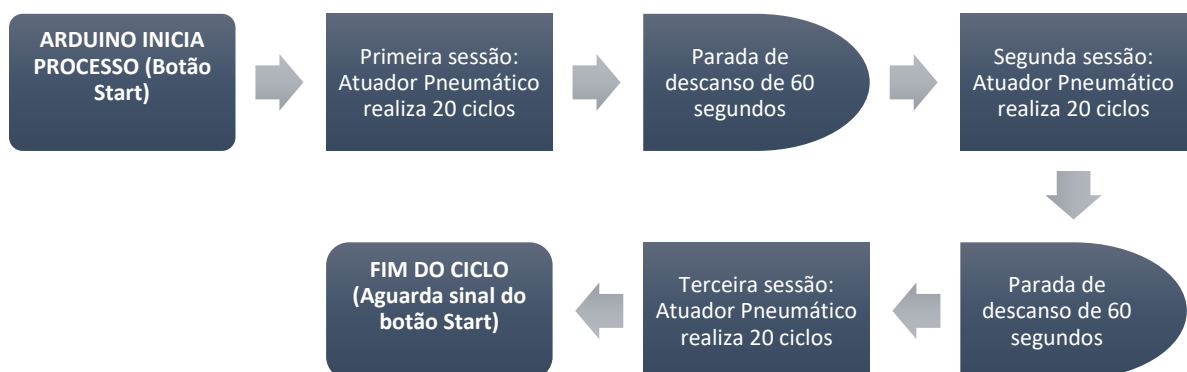 ARDUINO INICIA
PROCESSO (Botão
Start)
Primeira sessão:
Atuador Pneumático
realiza 20 ciclos
Parada de
descanso de 60
segundos
Segunda sessão:
Atuador Pneumático
realiza 20 ciclos
Parada de
descanso de 60
segundos
Terceira sessão:
Atuador Pneumático
realiza 20 ciclos
FIM DO CICLO
(Aguarda sinal do
botão Start)